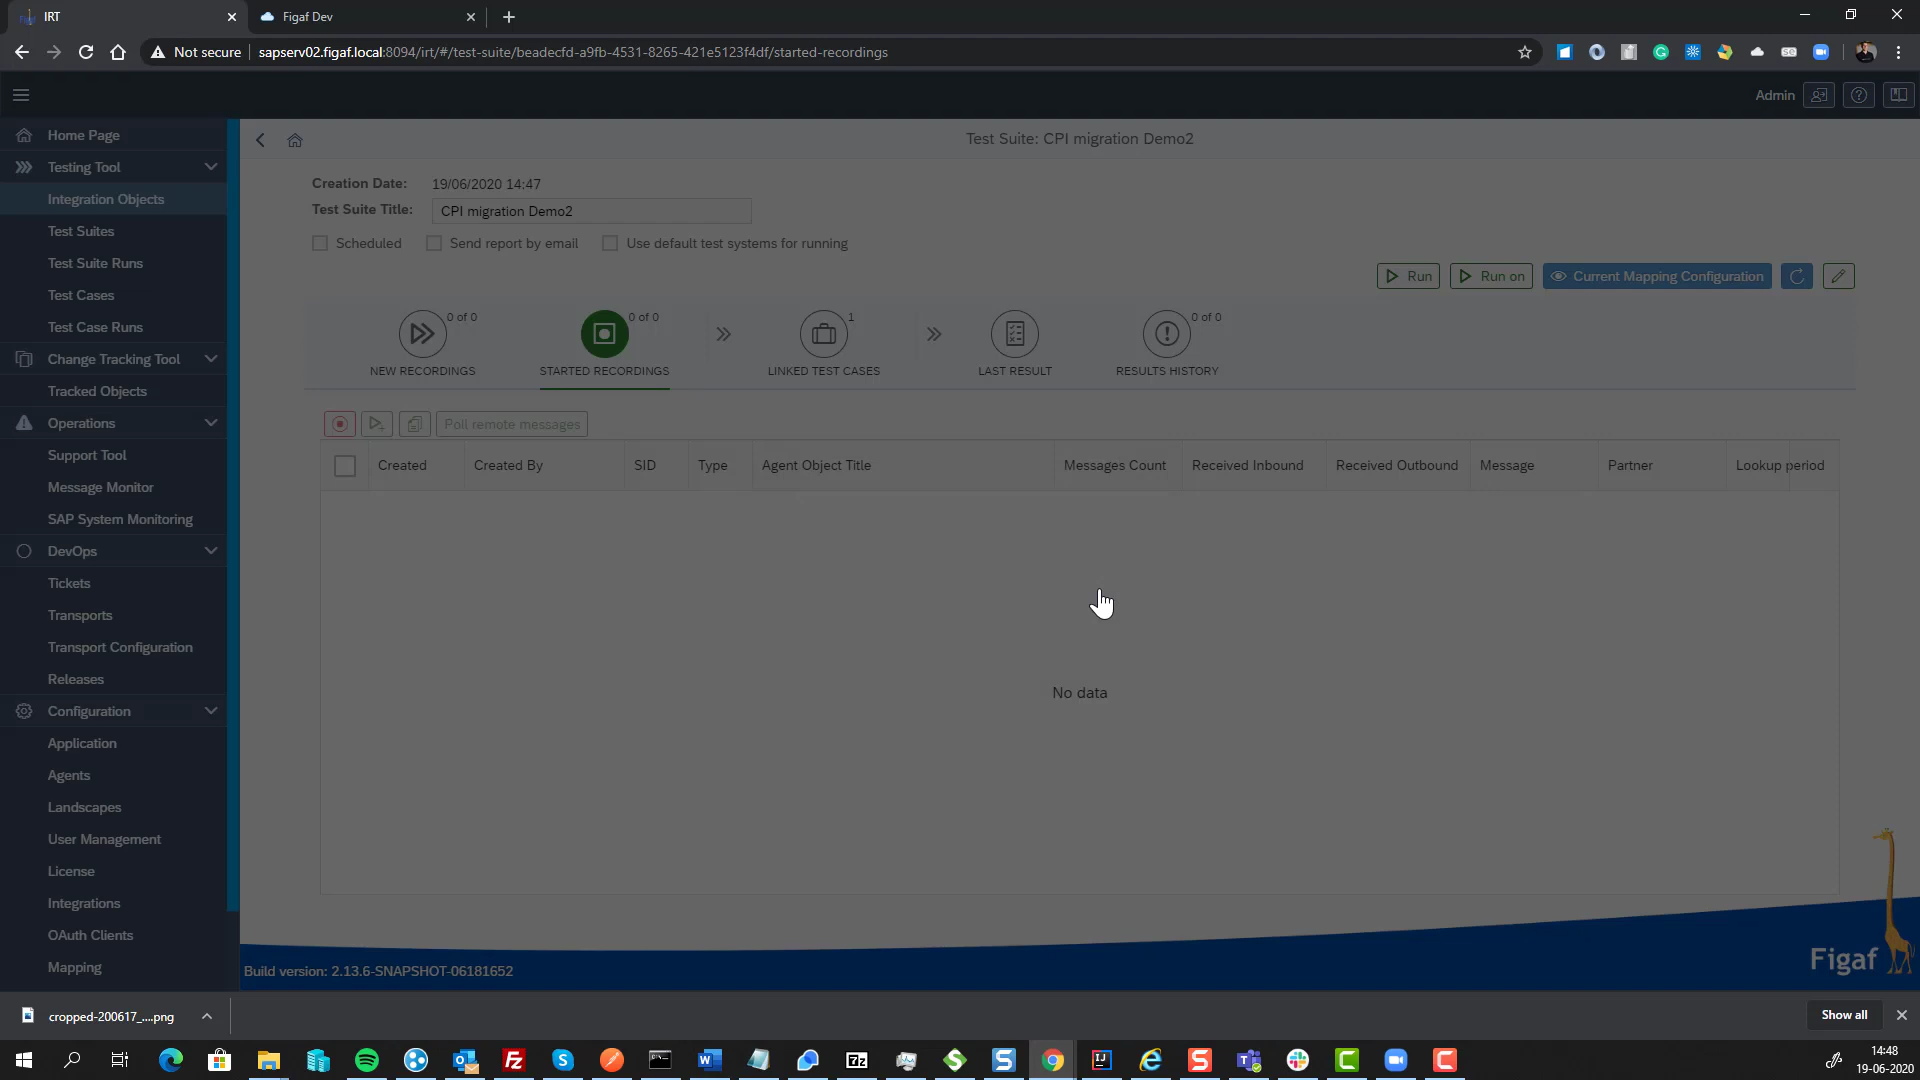 IRT
Figaf Dev
Not secure
sapserv02.figaf.local:8094/irt/#/test-suite/beadecfd-a9fb-4531-8265-421e5123f4df/started-recordings
Admin
Home Page
Testing Tool
Integration Objects
Test Suites
Test Suite Runs
Test Cases
Test Case Runs
Change Tracking Tool
Tracked Objects
Operations
Support Tool
Message Monitor
SAP System Monitoring
DevOps
Tickets
Transports
Transport Configuration
Releases
Configuration
Application
Agents
Landscapes
User Management
License
Integrations
OAuth Clients
Mapping
Test Suite: CPI migration Demo2
Creation Date: 19/06/2020 14:47
Test Suite Title: CPI migration Demo2
Scheduled Send report by email Use default test systems for running
Run Run on Current Mapping Configuration
0 of 0 0 of 0 1 0 of 0
NEW RECORDINGS STARTED RECORDINGS LINKED TEST CASES LAST RESULT RESULTS HISTORY
Poll remote messages
Created Created By SID Type Agent Object Title Messages Count Received Inbound Received Outbound Message Partner Lookup period
No data
Figaf
Build version: 2.13.6-SNAPSHOT-06181652
cropped-200617_....png
Show all
14:48
19-06-2020